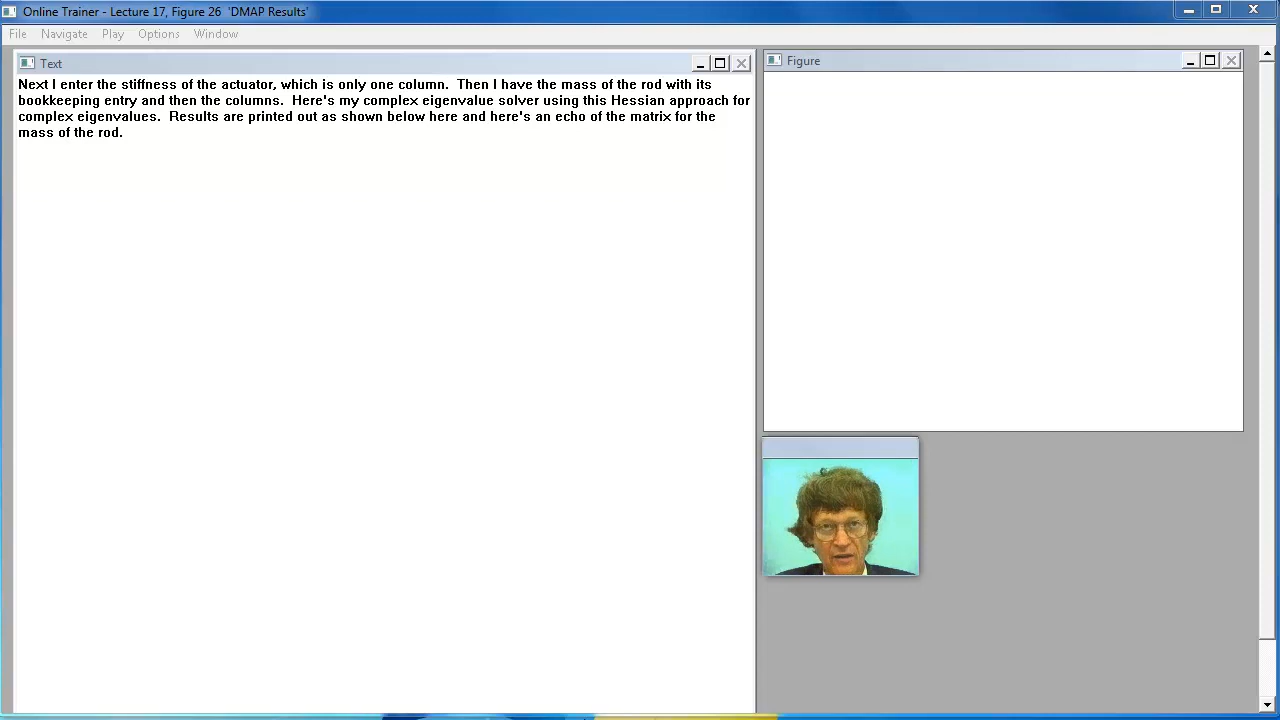 Online Trainer - Lecture 17, Figure 26  'DMAP Results'
File Navigate Play Options Window
Text
Next I enter the stiffness of the actuator, which is only one column.  Then I have the mass of the rod with its
bookkeeping entry and then the columns.  Here's my complex eigenvalue solver using this Hessian approach for
complex eigenvalues.  Results are printed out as shown below here and here's an echo of the matrix for the
mass of the rod.
Figure